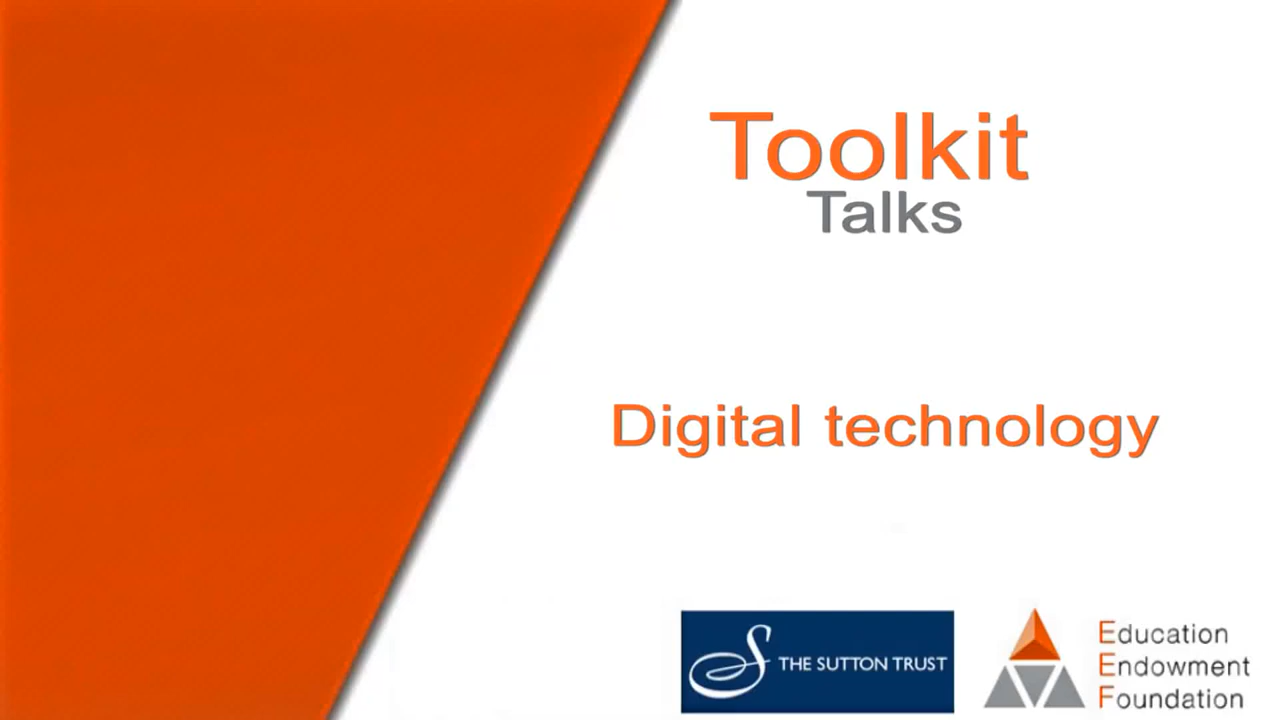 Toolkit
Talks
Digital technology
THE SUTTON TRUST
Education
Endowment
Foundation